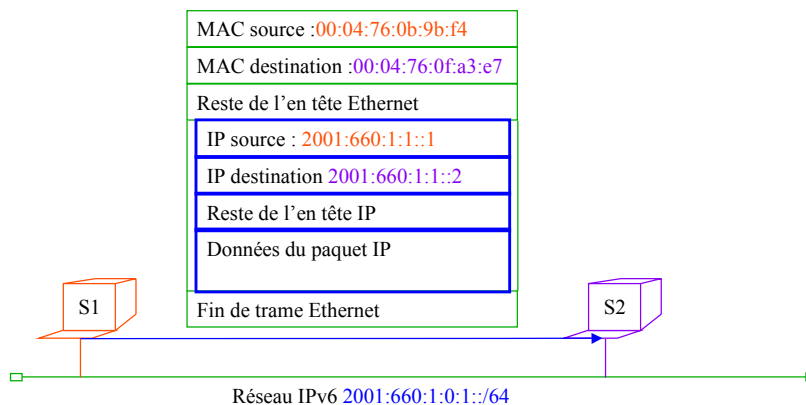 MAC source :00:04:76:0b:9b:f4
MAC destination :00:04:76:0f:a3:e7
Reste de l’en tête Ethernet
IP source : 2001:660:1:1::1
IP destination 2001:660:1:1::2
Reste de l’en tête IP
Données du paquet IP
Fin de trame Ethernet
S1
S2
Réseau IPv6 2001:660:1:0:1::/64